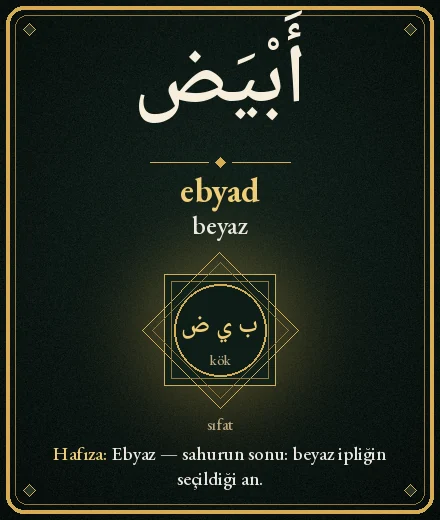 أَبْيَض
ebyad
beyaz
ب ي ض
kök
sıfat
Hafıza: Ebyaz — sahurun sonu: beyaz ipliğin
seçildiği an.